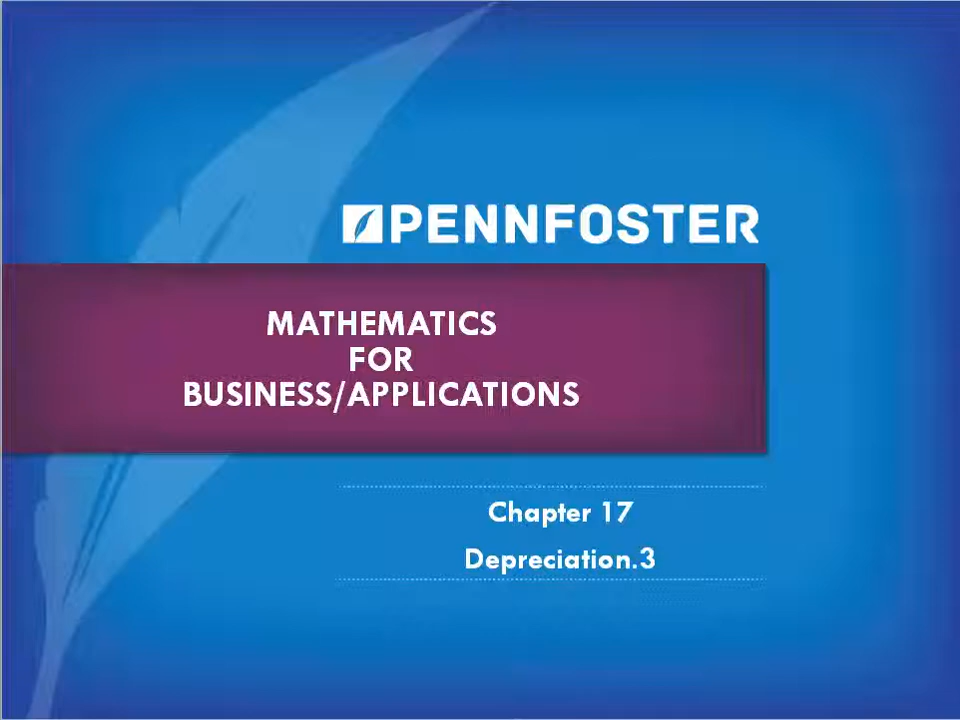 PENNFOSTER
MATHEMATICS
FOR
BUSINESS/APPLICATIONS
Chapter 17
Depreciation.3